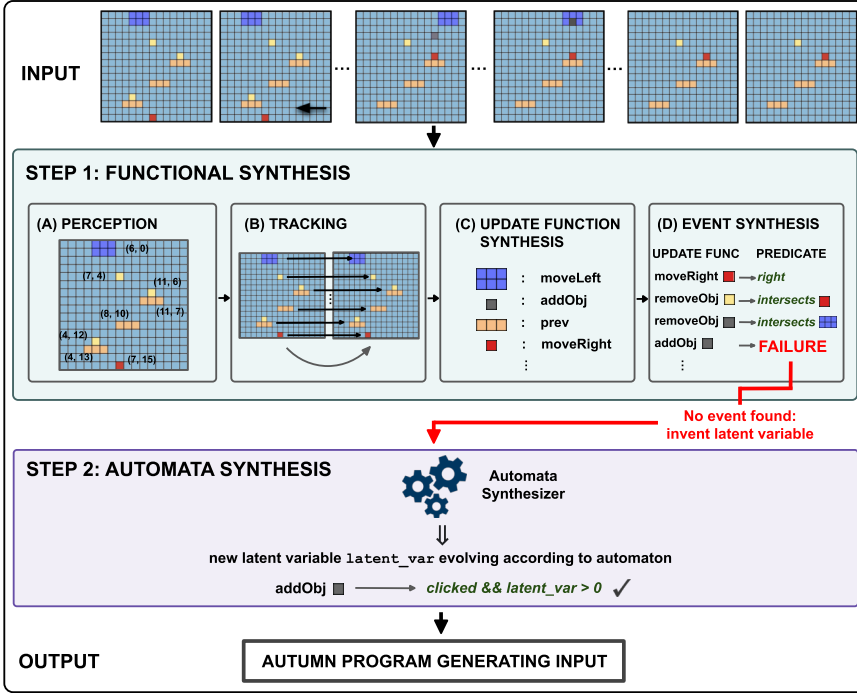 INPUT
...
...
...
STEP 1: FUNCTIONAL SYNTHESIS
(A) PERCEPTION
(6, 0)
(7, 4)
(11, 6)
(8, 10)
(11, 7)
(4, 12)
(4, 13)
(7, 15)
(B) TRACKING
(C) UPDATE FUNCTION
SYNTHESIS
: moveLeft
: addObj
: prev
: moveRight
(D) EVENT SYNTHESIS
UPDATE FUNC PREDICATE
moveRight right
removeObj intersects
removeObj intersects
addObj FAILURE
No event found:
invent latent variable
STEP 2: AUTOMATA SYNTHESIS
Automata
Synthesizer
new latent variable latent_var evolving according to automaton
addObj clicked && latent_var > 0 ✓
OUTPUT
AUTUMN PROGRAM GENERATING INPUT